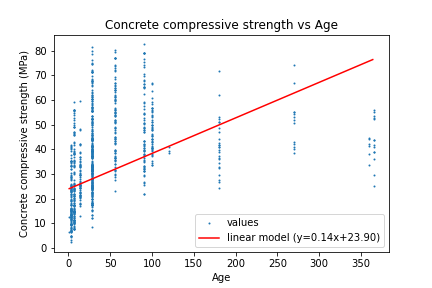 Concrete compressive strength vs Age
Concrete compressive strength (MPa)
80
70
60
50
40
30
20
10
0
values
linear model (y=0.14x+23.90)
0 50 100 150 200 250 300 350
Age